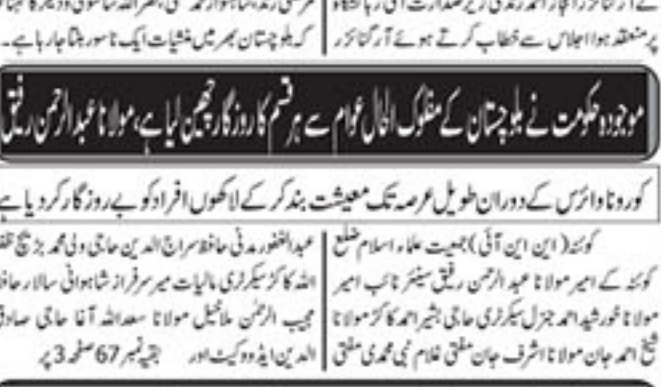 پر منعقد ہوا اجلاس سے خطاب کرتے ہوئے آرگنائزر
کہ بلوچستان بھر میں منشیات ایک ناسور بنتا جا رہا ہے۔
موجودہ حکومت نے بلوچستان کے مفلوک الحال عوام سے ہر قسم کا روزگار چھین لیا ہے، مولانا عبدالرحمن رفیق
کورونا وائرس کے دوران طویل عرصہ تک معیشت بند کر کے لاکھوں افراد کو بے روزگار کر دیا ہے
کوئٹہ (این این آئی) جمعیت علماء اسلام ضلع
کوئٹہ کے امیر مولانا عبدالرحمن رفیق سینئر نائب امیر
مولانا خورشید احمد جنرل سیکرٹری حاجی بشیر احمد کاکڑ مولانا
شیخ احمد جان مولانا اشرف جان مفتی غلام نبی محمدی مفتی
عبدالغفور مدنی حافظ سراج الدین حاجی ولی محمد بڑیچ
اللہ کاکڑ سیکرٹری مالیات میر سرفراز شاہوانی سالار حافظ
مجیب الرحمٰن ملاخیل مولانا سعداللہ آغا حاجی صادق
الدین ایڈووکیٹ اور بقیہ نمبر 67 صفحہ 3 پر